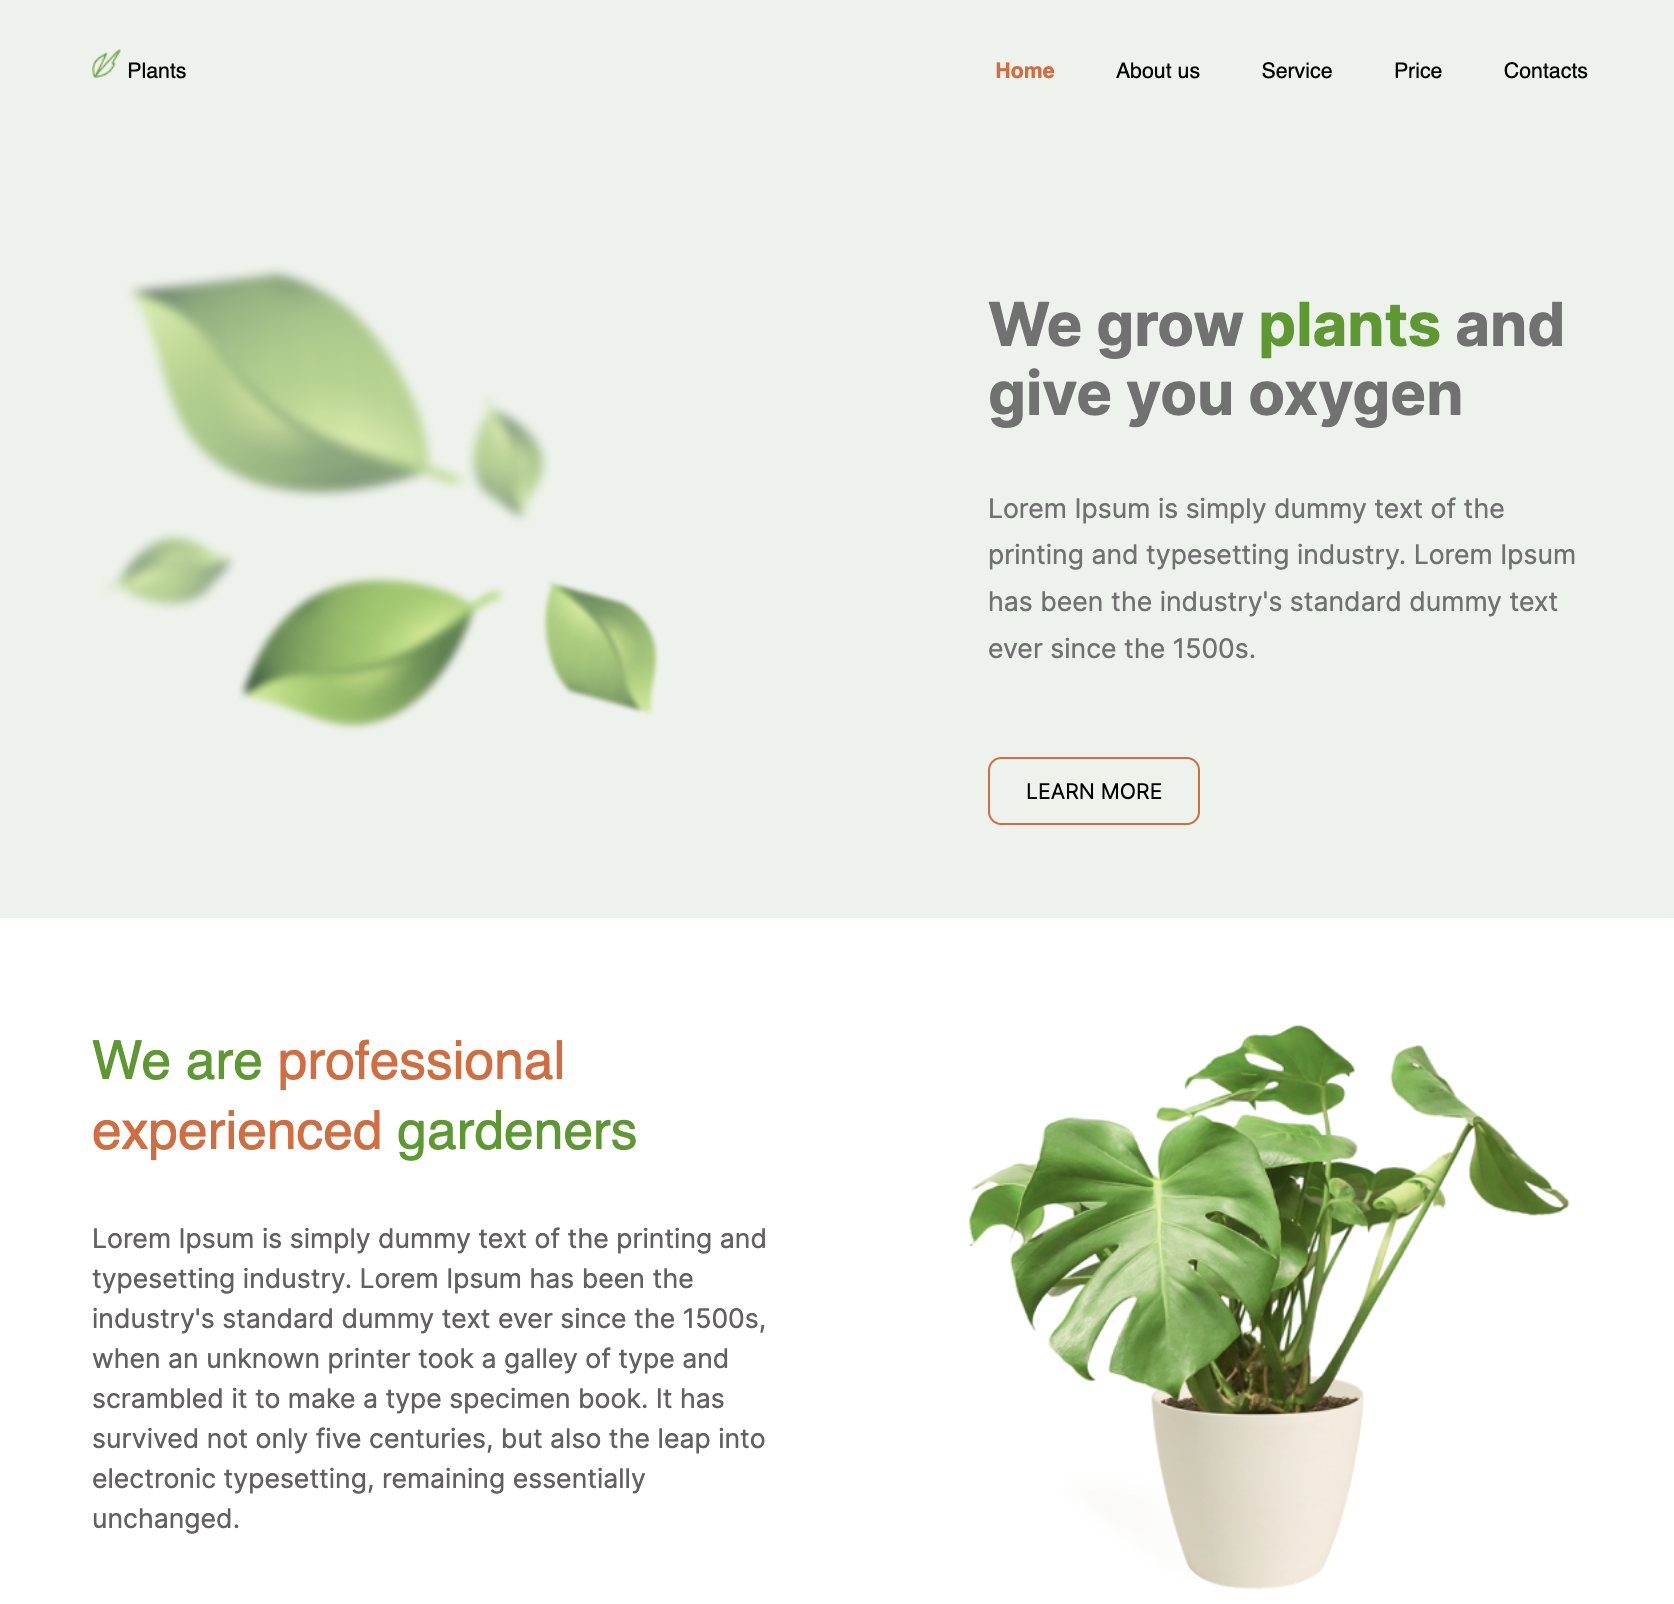 Plants
Home
About us
Service
Price
Contacts
We grow plants and
give you oxygen
Lorem Ipsum is simply dummy text of the
printing and typesetting industry. Lorem Ipsum
has been the industry's standard dummy text
ever since the 1500s.
LEARN MORE
We are professional
experienced gardeners
Lorem Ipsum is simply dummy text of the printing and
typesetting industry. Lorem Ipsum has been the
industry's standard dummy text ever since the 1500s,
when an unknown printer took a galley of type and
scrambled it to make a type specimen book. It has
survived not only five centuries, but also the leap into
electronic typesetting, remaining essentially
unchanged.